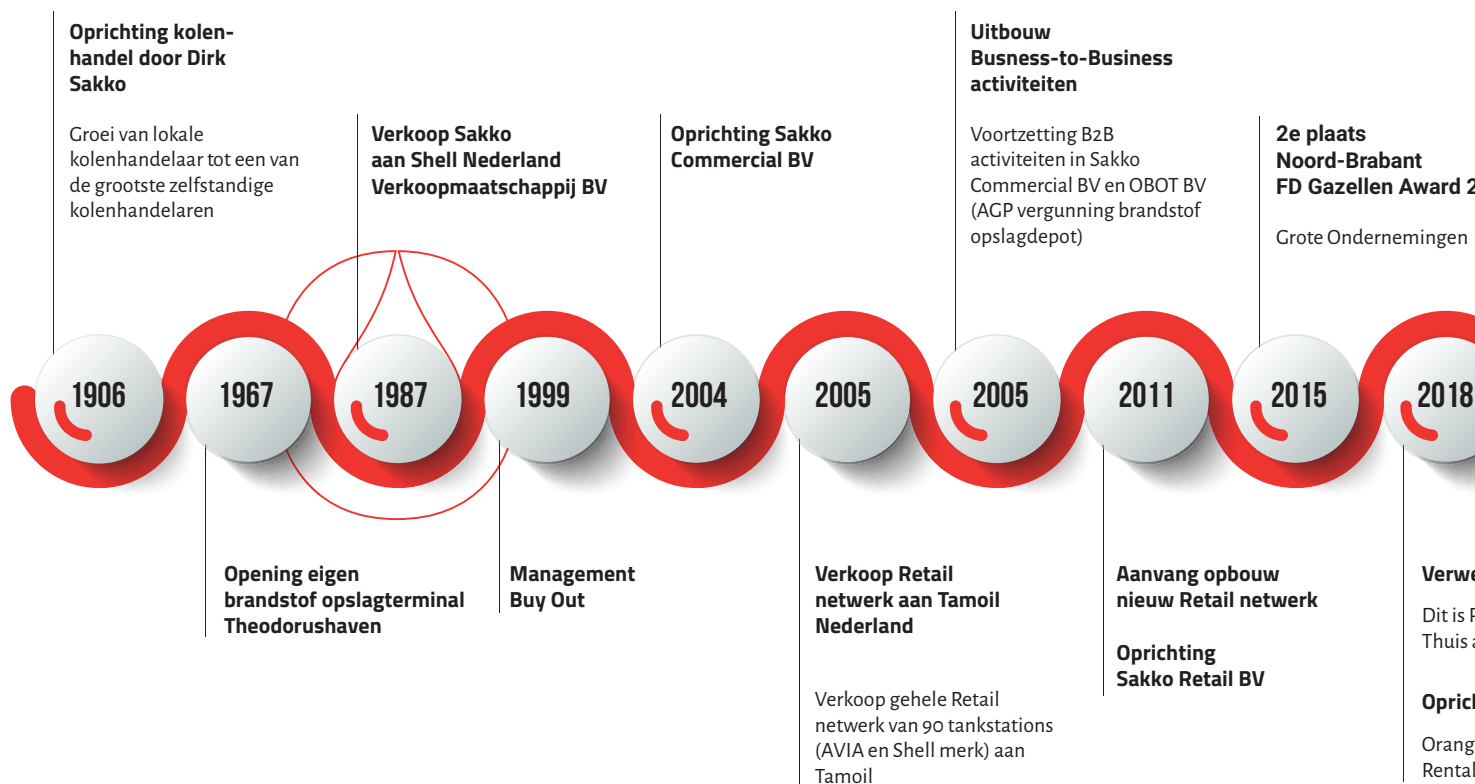 Oprichting kolen-
handel door Dirk
Sakko
Groei van lokale
kolenhandelaar tot een van
de grootste zelfstandige
kolenhandelaren
Verkoop Sakko
aan Shell Nederland
Verkoopmaatschappij BV
Oprichting Sakko
Commercial BV
Uitbouw
Busness-to-Business
activiteiten
Voortzetting B2B
activiteiten in Sakko
Commercial BV en OBOT BV
(AGP vergunning brandstof
opslagdepot)
2e plaats
Noord-Brabant
FD Gazellen Award
Grote Ondernemingen
1906
1967
1987
1999
2004
2005
2005
2011
2015
2018
Opening eigen
brandstof opslagterminal
Theodorushaven
Management
Buy Out
Verkoop Retail
netwerk aan Tamoil
Nederland
Verkoop gehele Retail
netwerk van 90 tankstations
(AVIA en Shell merk) aan
Tamoil
Aanvang opbouw
nieuw Retail netwerk
Oprichting
Sakko Retail BV
Dit is
Thuis
Rental